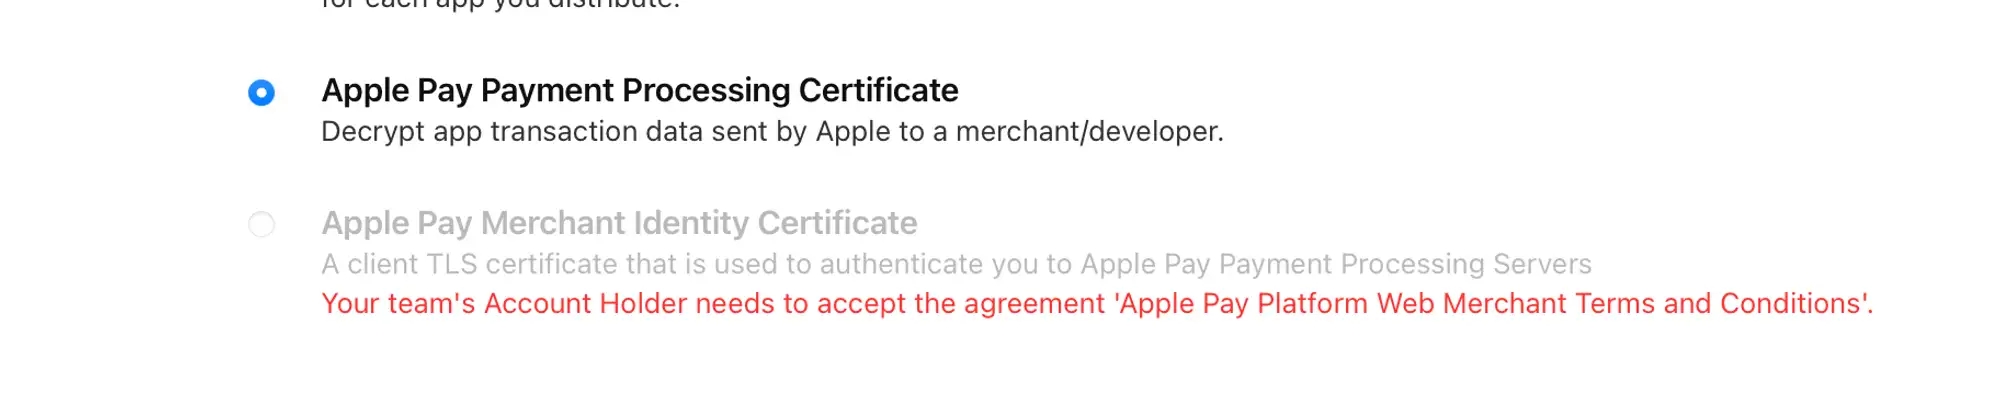 for each app you distribute.
Apple Pay Payment Processing Certificate
Decrypt app transaction data sent by Apple to a merchant/developer.
Apple Pay Merchant Identity Certificate
A client TLS certificate that is used to authenticate you to Apple Pay Payment Processing Servers
Your team's Account Holder needs to accept the agreement 'Apple Pay Platform Web Merchant Terms and Conditions'.